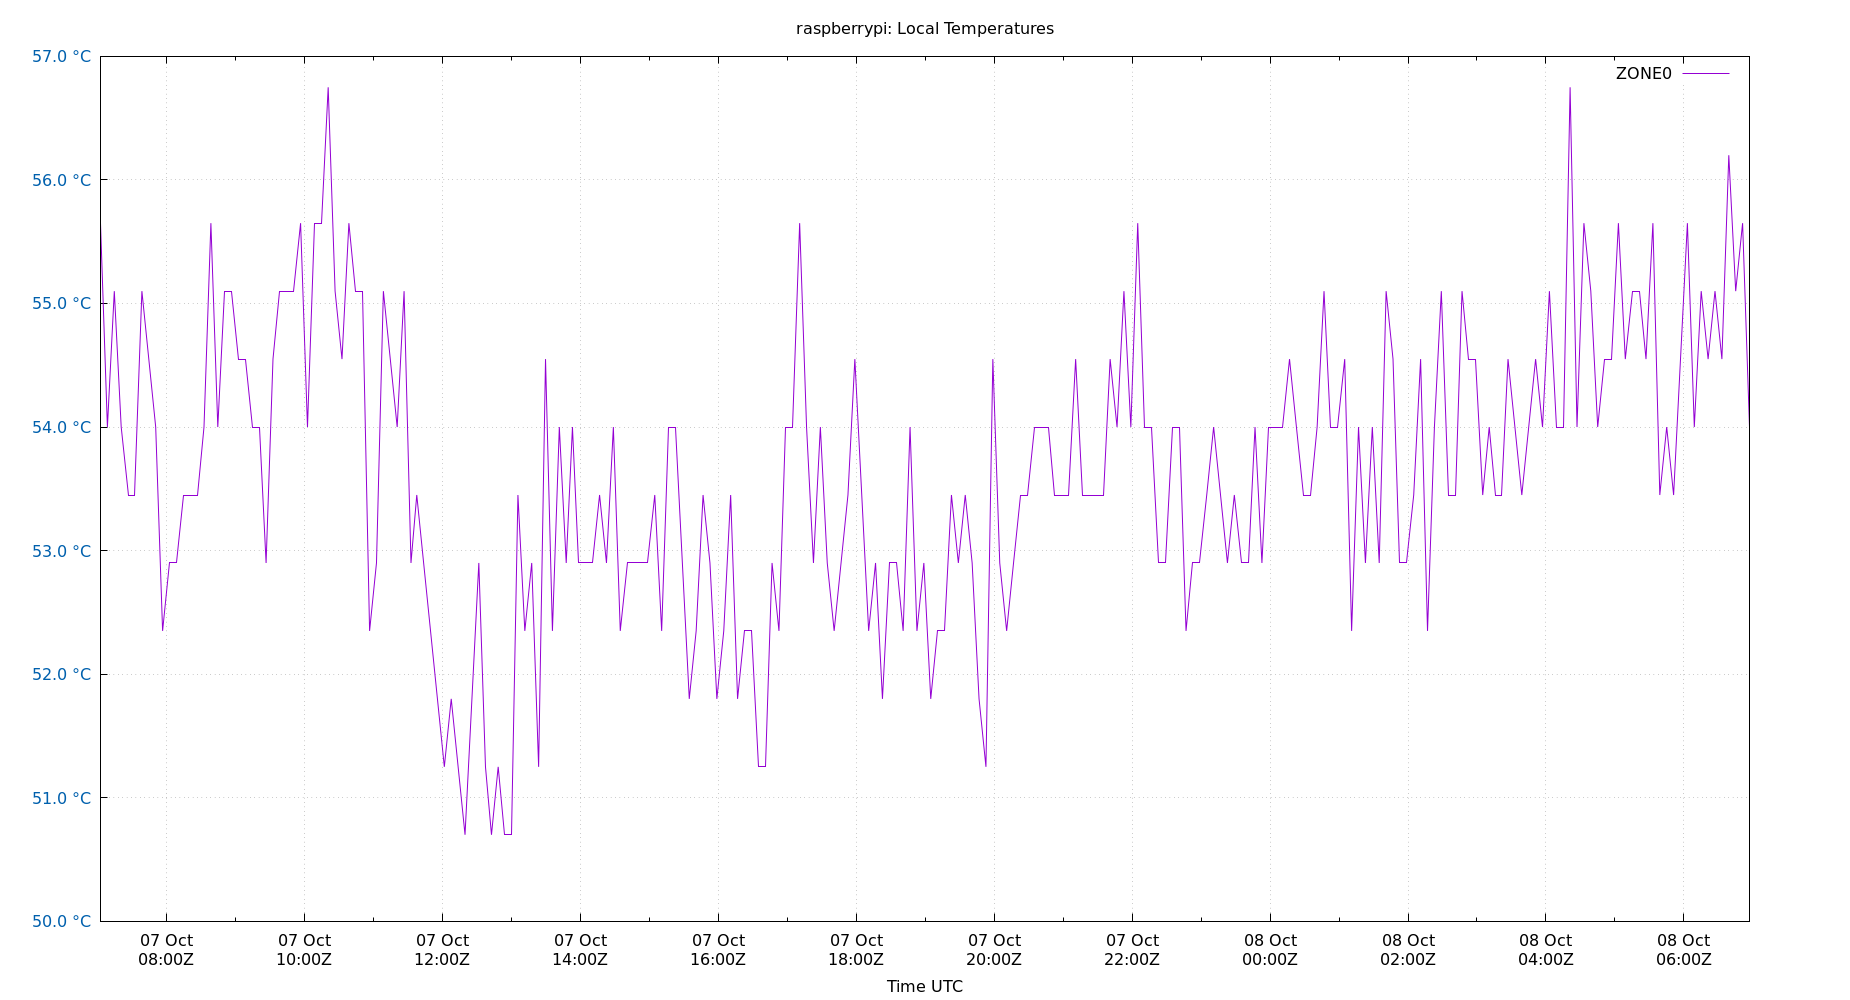 raspberrypi: Local Temperatures
57.0 °C
ZONE0
56.0 °C
55.0 °C
54.0 °C
53.0 °C
52.0 °C
51.0 °C
50.0 °C
07 Oct 07 Oct 07 Oct 07 Oct 07 Oct 07 Oct 07 Oct 07 Oct 08 Oct 08 Oct 08 Oct 08 Oct
08:00Z 10:00Z 12:00Z 14:00Z 16:00Z 18:00Z 20:00Z 22:00Z 00:00Z 02:00Z 04:00Z 06:00Z
Time UTC